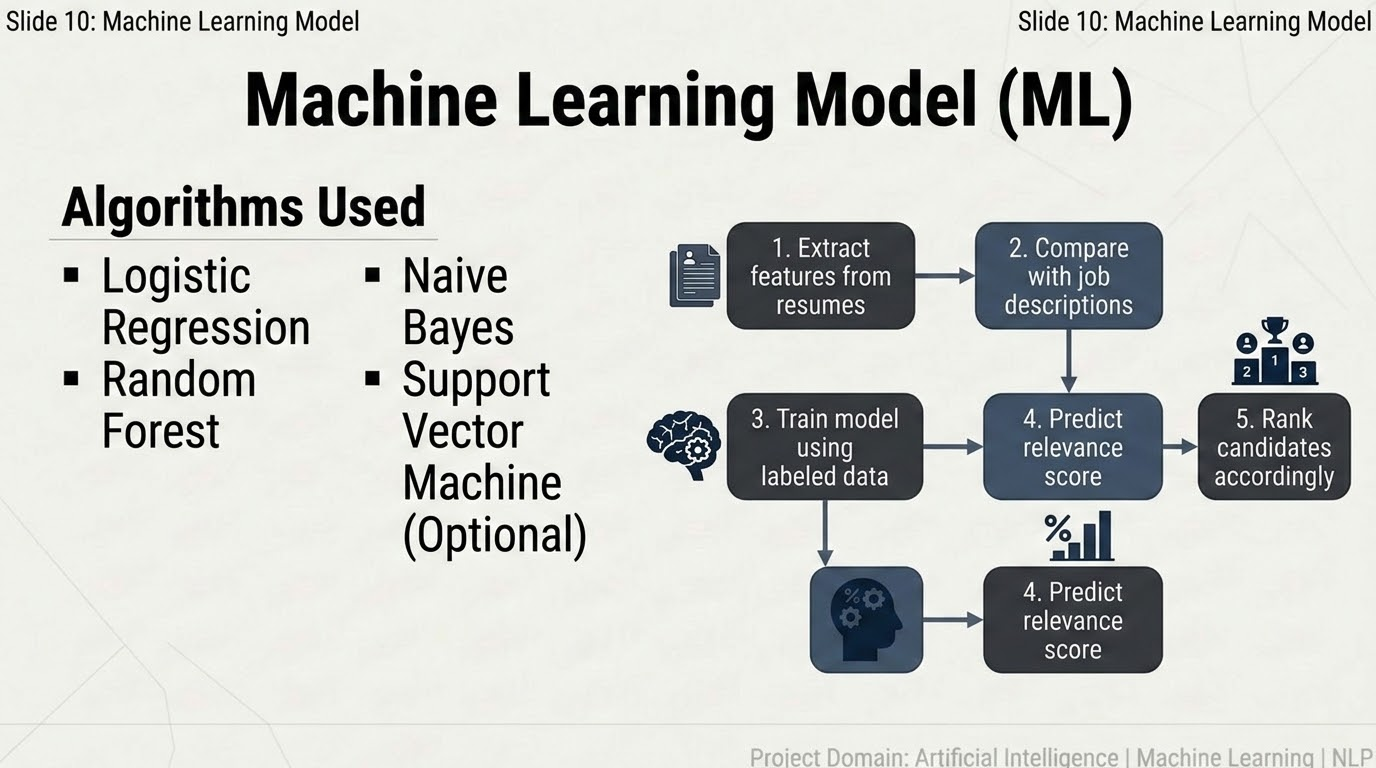 Slide 10: Machine Learning Model
Slide 10: Machine Learning Model
Machine Learning Model (ML)
Algorithms Used
▪ Logistic
Regression
▪ Random
Forest
▪ Naive
Bayes
▪ Support
Vector
Machine
(Optional)
1. Extract
features from
resumes
2. Compare
with job
descriptions
3. Train model
using
labeled data
4. Predict
relevance
score
2
1
3
5. Rank
candidates
accordingly
%
%
4. Predict
relevance
score
Project Domain: Artificial Intelligence | Machine Learning | NLP